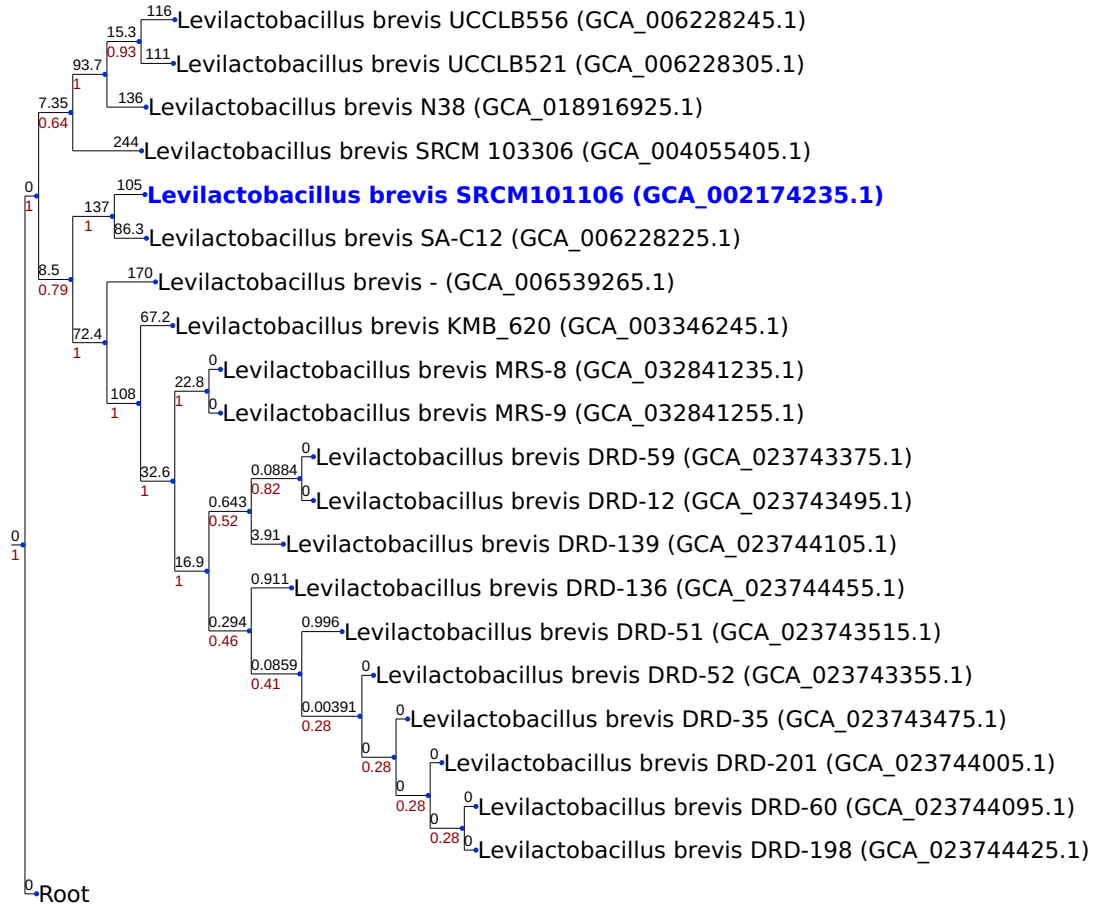 116
Levilactobacillus brevis UCCLB556 (GCA_006228245.1)
15.3
0.93
111
Levilactobacillus brevis UCCLB521 (GCA_006228305.1)
93.7
1
136
Levilactobacillus brevis N38 (GCA_018916925.1)
7.35
0.64
244
Levilactobacillus brevis SRCM 103306 (GCA_004055405.1)
0
1
105
Levilactobacillus brevis SRCM101106 (GCA_002174235.1)
137
1
86.3
Levilactobacillus brevis SA-C12 (GCA_006228225.1)
8.5
0.79
170
Levilactobacillus brevis - (GCA_006539265.1)
72.4
1
67.2
Levilactobacillus brevis KMB_620 (GCA_003346245.1)
108
1
0
Levilactobacillus brevis MRS-8 (GCA_032841235.1)
22.8
1
0
Levilactobacillus brevis MRS-9 (GCA_032841255.1)
32.6
1
0
Levilactobacillus brevis DRD-59 (GCA_023743375.1)
0.0884
0.82
0
Levilactobacillus brevis DRD-12 (GCA_023743495.1)
0.643
0.52
3.91
Levilactobacillus brevis DRD-139 (GCA_023744105.1)
0
1
16.9
1
0.911
Levilactobacillus brevis DRD-136 (GCA_023744455.1)
0.294
0.46
0.996
Levilactobacillus brevis DRD-51 (GCA_023743515.1)
0.0859
0.41
0
Levilactobacillus brevis DRD-52 (GCA_023743355.1)
0.00391
0.28
0
Levilactobacillus brevis DRD-35 (GCA_023743475.1)
0
0.28
0
Levilactobacillus brevis DRD-201 (GCA_023744005.1)
0
0.28
0
Levilactobacillus brevis DRD-60 (GCA_023744095.1)
0
0.28
0
Levilactobacillus brevis DRD-198 (GCA_023744425.1)
0
Root